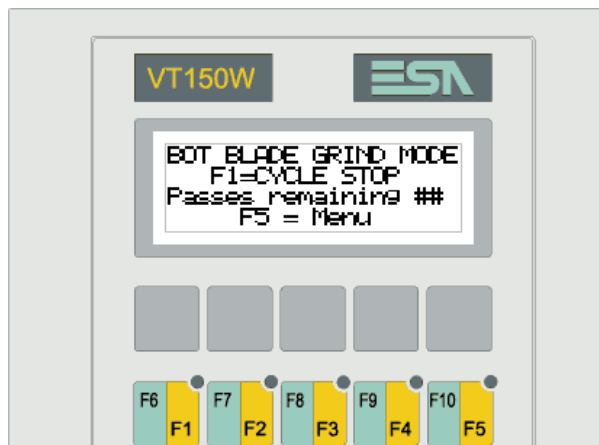 VT150W ESA
BOT BLADE GRIND MODE
F1=CYCLE STOP
Passes remaining ##
F5 = Menu
F6 F1 F7 F2 F8 F3 F9 F4 F10 F5